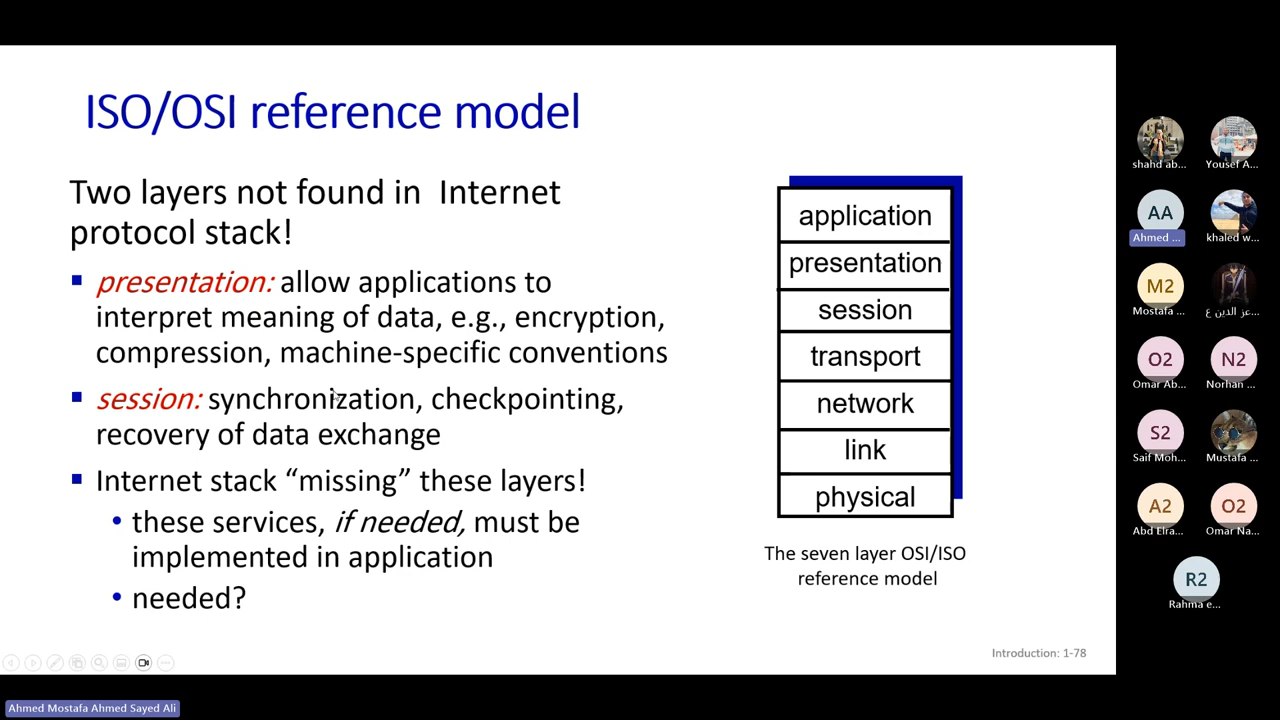 ISO/OSI reference model
Two layers not found in Internet
protocol stack!
presentation: allow applications to
interpret meaning of data, e.g., encryption,
compression, machine-specific conventions
session: synchronization, checkpointing,
recovery of data exchange
Internet stack “missing” these layers!
these services, if needed, must be
implemented in application
needed?
application
presentation
session
transport
network
link
physical
The seven layer OSI/ISO
reference model
Introduction: 1-78
shahd ab...
Yousef A...
AA
Ahmed ...
khaled w...
M2
Mostafa ...
عز الدين ع...
O2
Omar Ab...
N2
Norhan ...
S2
Saif Moh...
Mustafa ...
A2
Abd Elra...
O2
Omar Na...
R2
Rahma e...
Ahmed Mostafa Ahmed Sayed Ali